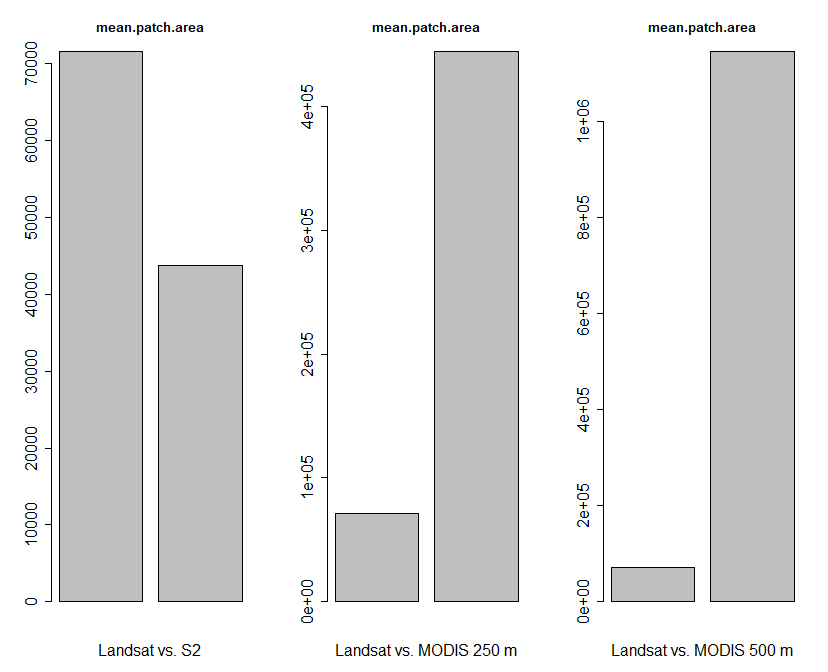 mean.patch.area
70000
60000
50000
40000
30000
20000
10000
0
Landsat vs. S2
mean.patch.area
4e+05
3e+05
2e+05
1e+05
0e+00
Landsat vs. MODIS 250 m
mean.patch.area
1e+06
8e+05
6e+05
4e+05
2e+05
0e+00
Landsat vs. MODIS 500 m